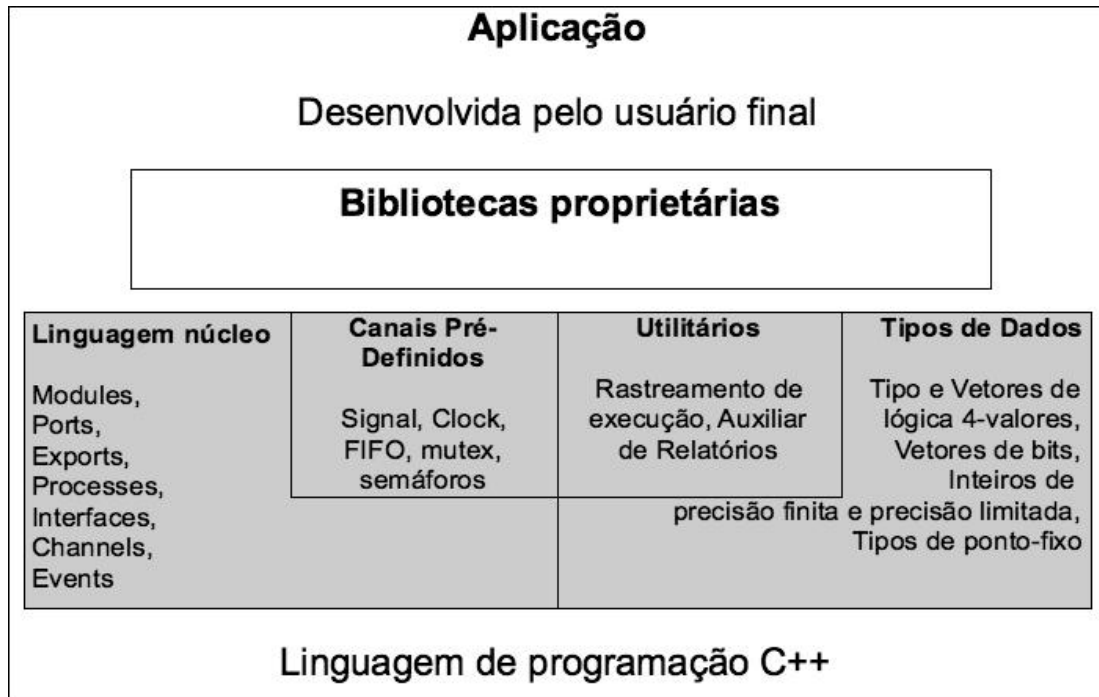 Aplicação
Desenvolvida pelo usuário final
Bibliotecas proprietárias
Linguagem núcleo
Modules,
Ports,
Exports,
Processes,
Interfaces,
Channels,
Events
Canais Pré-
Definidos
Signal, Clock,
FIFO, mutex,
semáforos
Utilitários
Rastreamento de
execução, Auxiliar
de Relatórios
Tipos de Dados
Tipo e Vetores de
lógica 4-valores,
Vetores de bits,
Inteiros de
precisão finita e precisão limitada,
Tipos de ponto-fixo
Linguagem de programação C++